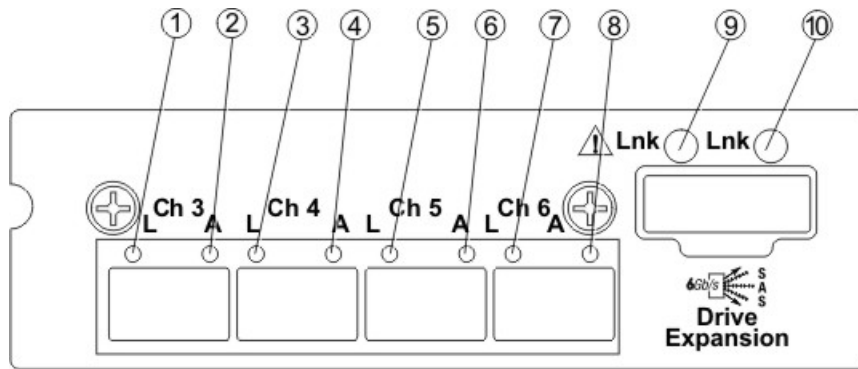 ① ② ③ ④ ⑤ ⑥ ⑦ ⑧ ⑨ ⑩
Lnk Lnk
Ch 3 Ch 4 Ch 5 Ch 6
L A L A L A L A
6Gb/s SAS
Drive
Expansion